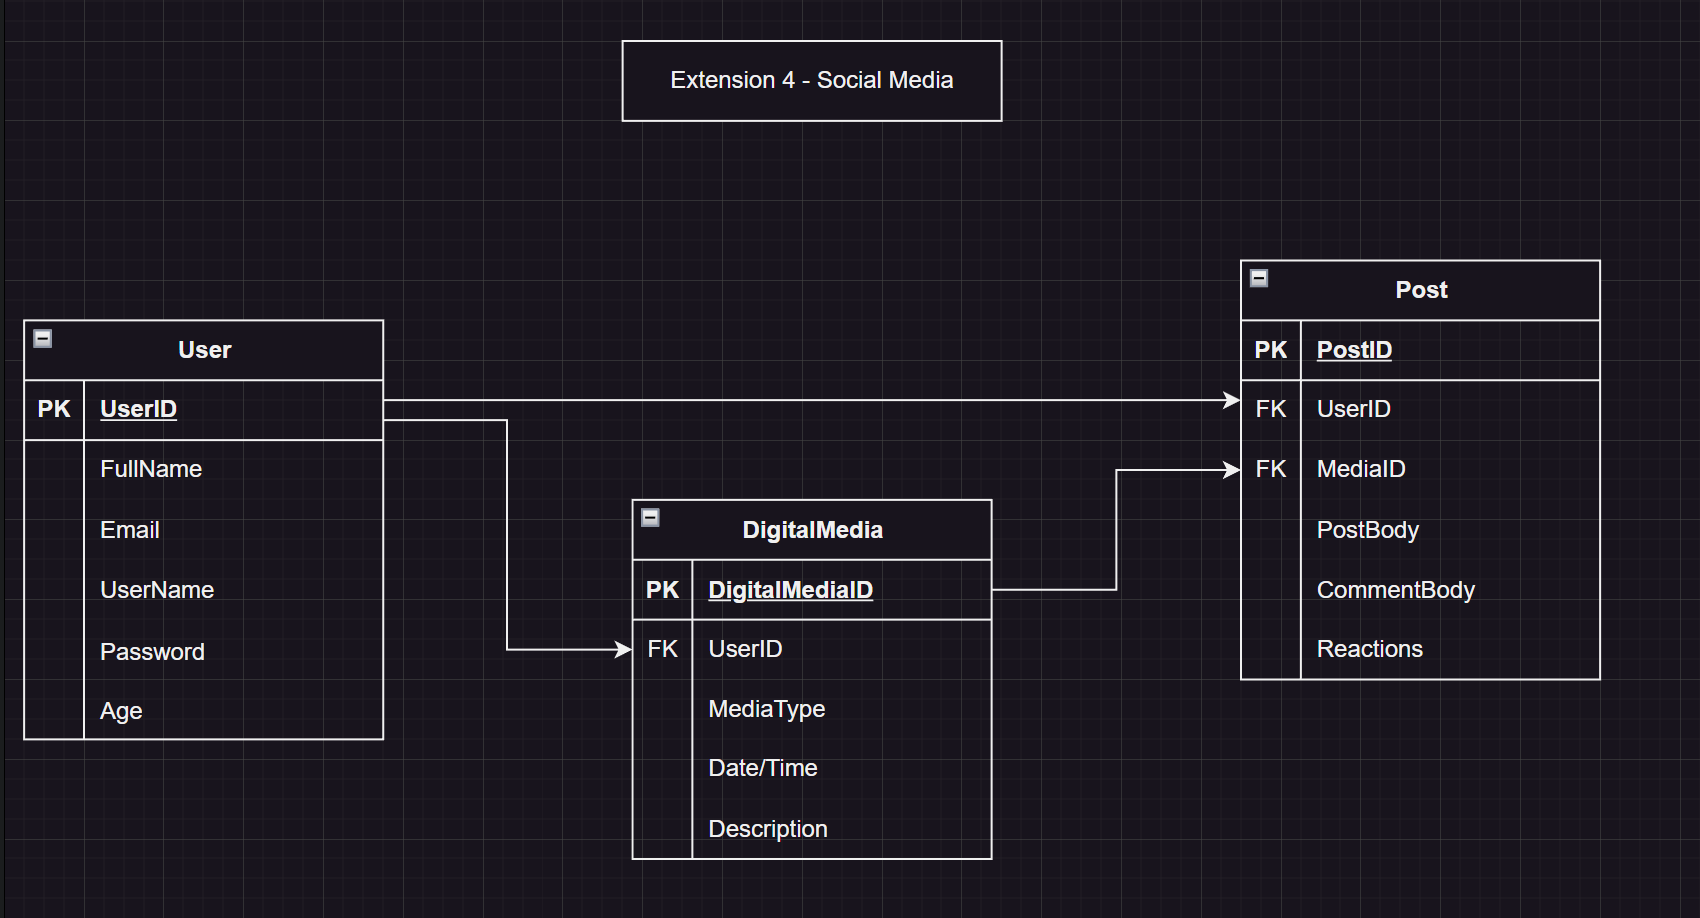 Extension 4 - Social Media
User
PK UserID
FullName
Email
UserName
Password
Age
DigitalMedia
PK DigitalMediaID
FK UserID
MediaType
Date/Time
Description
Post
PK PostID
FK UserID
FK MediaID
PostBody
CommentBody
Reactions